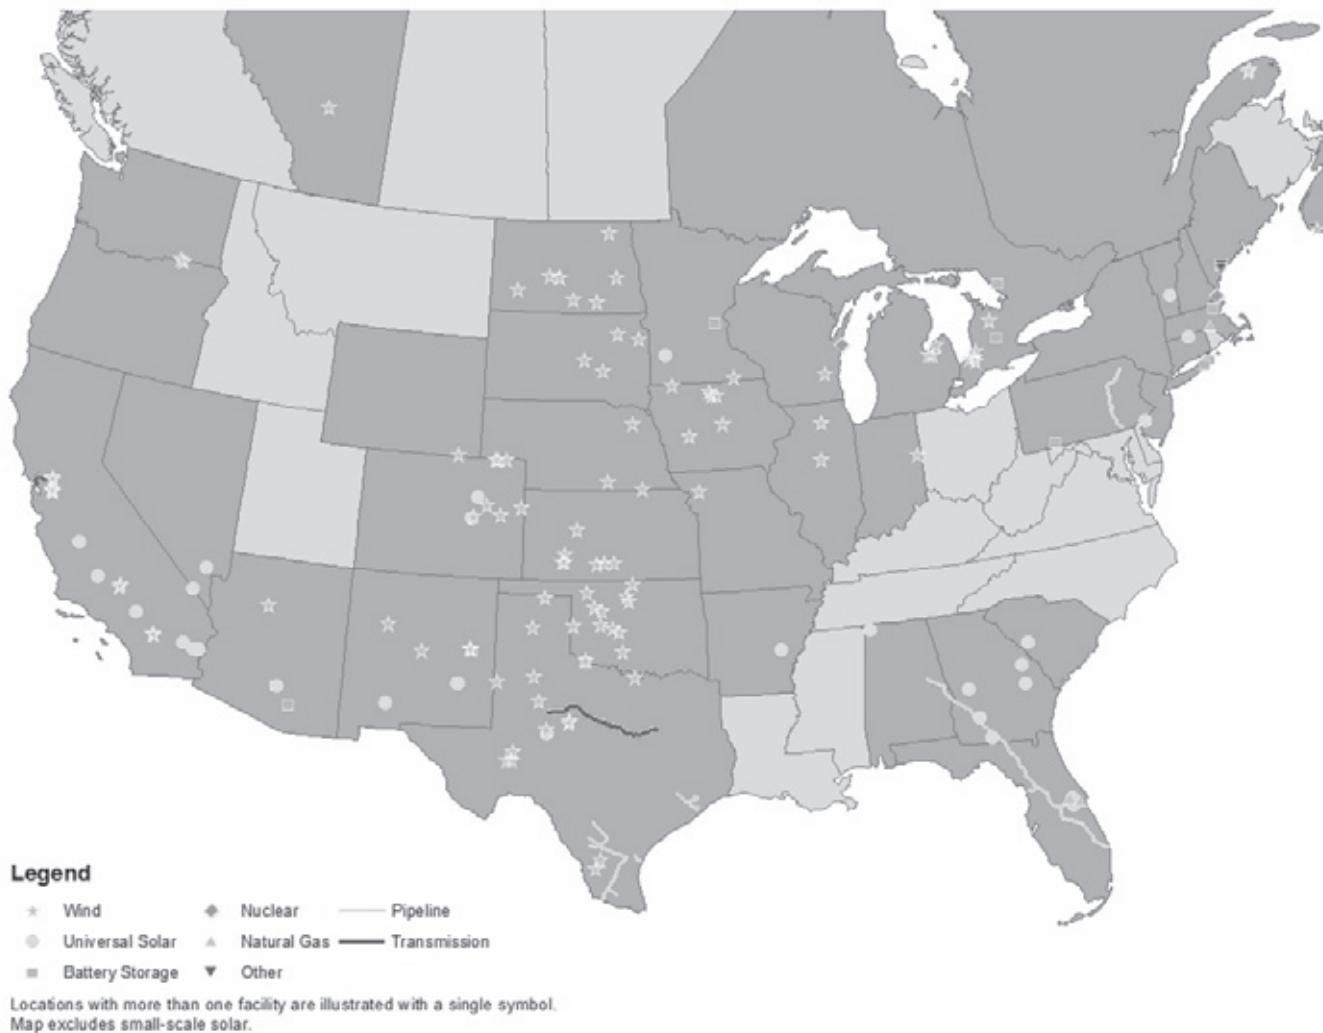 Legend
Wind Nuclear Pipeline
Universal Solar Natural Gas Transmission
Battery Storage Other
Locations with more than one facility are illustrated with a single symbol.
Map excludes small-scale solar.